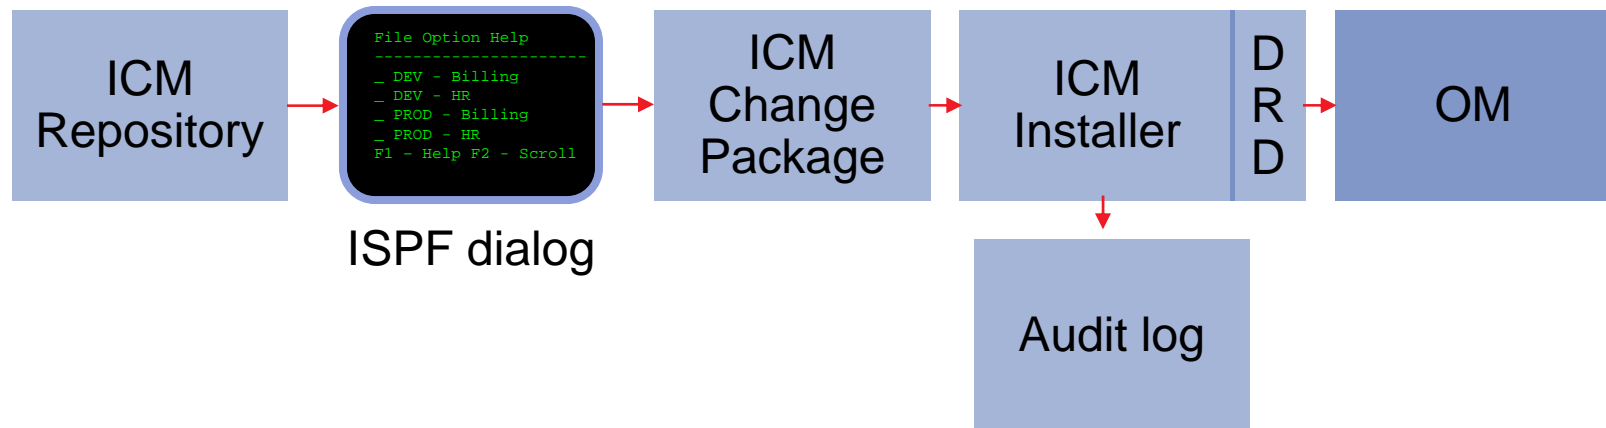 ICM
Repository
File Option Help
----------------------
_ DEV - Billing
_ DEV - HR
_ PROD - Billing
_ PROD - HR
F1 - Help F2 - Scroll
ISPF dialog
ICM
Change
Package
ICM
Installer
D
R
D
OM
Audit log